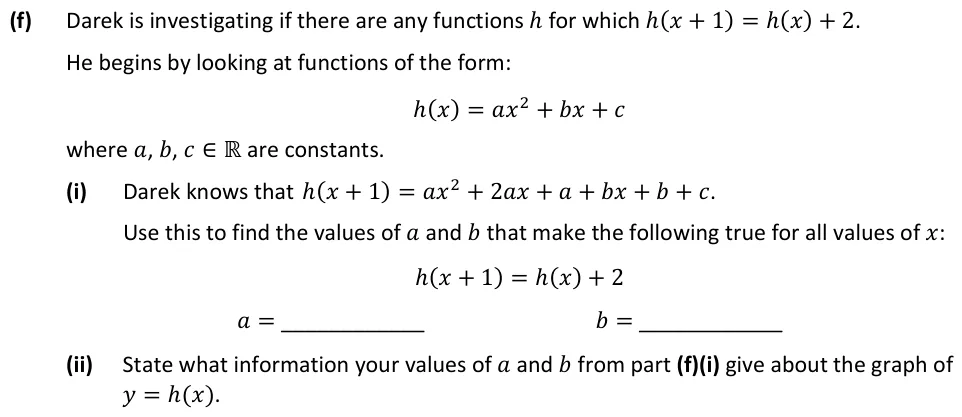 (f) Darek is investigating if there are any functions h for which h(x + 1) = h(x) + 2.
He begins by looking at functions of the form:
h(x) = ax² + bx + c
where a, b, c ∈ ℝ are constants.
(i) Darek knows that h(x + 1) = ax² + 2ax + a + bx + b + c.
Use this to find the values of a and b that make the following true for all values of x:
h(x + 1) = h(x) + 2
a = ____________ b = ____________
(ii) State what information your values of a and b from part (f)(i) give about the graph of
y = h(x).